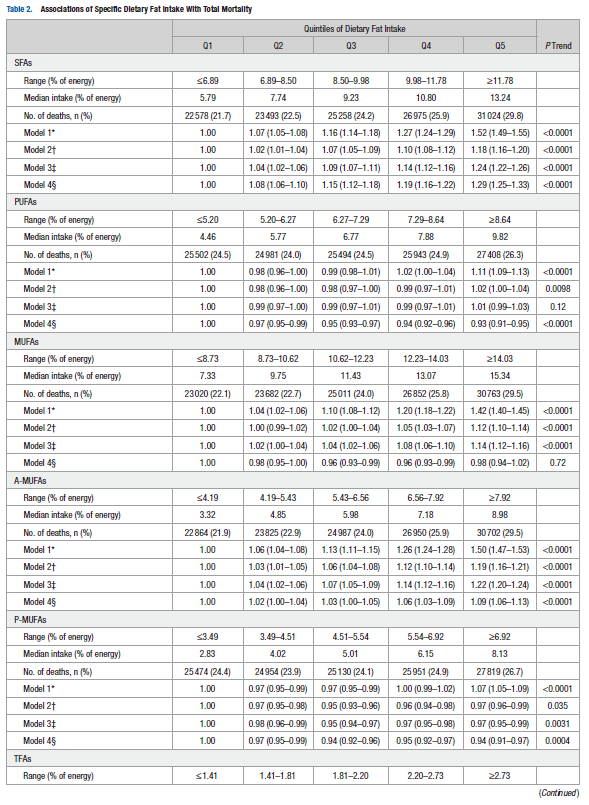 Table 2. Associations of Specific Dietary Fat Intake With Total Mortality
Quintiles of Dietary Fat Intake
Q1 Q2 Q3 Q4 Q5 P Trend
SFAs
Range (% of energy) ≤6.89 6.89–8.50 8.50–9.98 9.98–11.78 ≥11.78
Median intake (% of energy) 5.79 7.74 9.23 10.80 13.24
No. of deaths, n (%) 22 578 (21.7) 23 493 (22.5) 25 258 (24.2) 26 975 (25.9) 31 024 (29.8)
Model 1* 1.00 1.07 (1.05–1.08) 1.16 (1.14–1.18) 1.27 (1.24–1.29) 1.52 (1.49–1.55) <0.0001
Model 2† 1.00 1.02 (1.01–1.04) 1.07 (1.05–1.09) 1.10 (1.08–1.12) 1.18 (1.16–1.20) <0.0001
Model 3‡ 1.00 1.04 (1.02–1.06) 1.09 (1.07–1.11) 1.14 (1.12–1.16) 1.24 (1.22–1.26) <0.0001
Model 4§ 1.00 1.08 (1.06–1.10) 1.15 (1.12–1.18) 1.19 (1.16–1.22) 1.29 (1.25–1.33) <0.0001
PUFAs
Range (% of energy) ≤5.20 5.20–6.27 6.27–7.29 7.29–8.64 ≥8.64
Median intake (% of energy) 4.46 5.77 6.77 7.88 9.82
No. of deaths, n (%) 25 502 (24.5) 24 981 (24.0) 25 494 (24.5) 25 943 (24.9) 27 408 (26.3)
Model 1* 1.00 0.98 (0.96–1.00) 0.99 (0.98–1.01) 1.02 (1.00–1.04) 1.11 (1.09–1.13) <0.0001
Model 2† 1.00 0.98 (0.96–1.00) 0.98 (0.97–1.00) 0.99 (0.97–1.01) 1.02 (1.00–1.04) 0.0098
Model 3‡ 1.00 0.99 (0.97–1.00) 0.99 (0.97–1.01) 0.99 (0.97–1.01) 1.01 (0.99–1.03) 0.12
Model 4§ 1.00 0.97 (0.95–0.99) 0.95 (0.93–0.97) 0.94 (0.92–0.96) 0.93 (0.91–0.95) <0.0001
MUFAs
Range (% of energy) ≤8.73 8.73–10.62 10.62–12.23 12.23–14.03 ≥14.03
Median intake (% of energy) 7.33 9.75 11.43 13.07 15.34
No. of deaths, n (%) 23 020 (22.1) 23 682 (22.7) 25 011 (24.0) 26 852 (25.8) 30 763 (29.5)
Model 1* 1.00 1.04 (1.02–1.06) 1.10 (1.08–1.12) 1.20 (1.18–1.22) 1.42 (1.40–1.45) <0.0001
Model 2† 1.00 1.00 (0.99–1.02) 1.02 (1.00–1.04) 1.05 (1.03–1.07) 1.12 (1.10–1.14) <0.0001
Model 3‡ 1.00 1.02 (1.00–1.04) 1.04 (1.02–1.06) 1.08 (1.06–1.10) 1.14 (1.12–1.16) <0.0001
Model 4§ 1.00 0.98 (0.95–1.00) 0.96 (0.93–0.99) 0.96 (0.93–0.99) 0.98 (0.94–1.02) 0.72
A-MUFAs
Range (% of energy) ≤4.19 4.19–5.43 5.43–6.56 6.56–7.92 ≥7.92
Median intake (% of energy) 3.32 4.85 5.98 7.18 8.98
No. of deaths, n (%) 22 864 (21.9) 23 825 (22.9) 24 987 (24.0) 26 950 (25.9) 30 702 (29.5)
Model 1* 1.00 1.06 (1.04–1.08) 1.13 (1.11–1.15) 1.26 (1.24–1.28) 1.50 (1.47–1.53) <0.0001
Model 2† 1.00 1.03 (1.01–1.05) 1.06 (1.04–1.08) 1.12 (1.10–1.14) 1.19 (1.16–1.21) <0.0001
Model 3‡ 1.00 1.04 (1.02–1.06) 1.07 (1.05–1.09) 1.14 (1.12–1.16) 1.22 (1.20–1.24) <0.0001
Model 4§ 1.00 1.02 (1.00–1.04) 1.03 (1.00–1.05) 1.06 (1.03–1.09) 1.09 (1.06–1.13) <0.0001
P-MUFAs
Range (% of energy) ≤3.49 3.49–4.51 4.51–5.54 5.54–6.92 ≥6.92
Median intake (% of energy) 2.83 4.02 5.01 6.15 8.13
No. of deaths, n (%) 25 474 (24.4) 24 954 (23.9) 25 130 (24.1) 25 951 (24.9) 27 819 (26.7)
Model 1* 1.00 0.97 (0.95–0.99) 0.97 (0.95–0.99) 1.00 (0.99–1.02) 1.07 (1.05–1.09) <0.0001
Model 2† 1.00 0.97 (0.95–0.98) 0.95 (0.93–0.96) 0.96 (0.94–0.98) 0.97 (0.96–0.99) 0.035
Model 3‡ 1.00 0.98 (0.96–0.99) 0.95 (0.94–0.97) 0.97 (0.95–0.98) 0.97 (0.95–0.99) 0.0031
Model 4§ 1.00 0.97 (0.95–0.99) 0.94 (0.92–0.96) 0.95 (0.92–0.97) 0.94 (0.91–0.97) 0.0004
TFAs
Range (% of energy) ≤1.41 1.41–1.81 1.81–2.20 2.20–2.73 ≥2.73
(Continued)